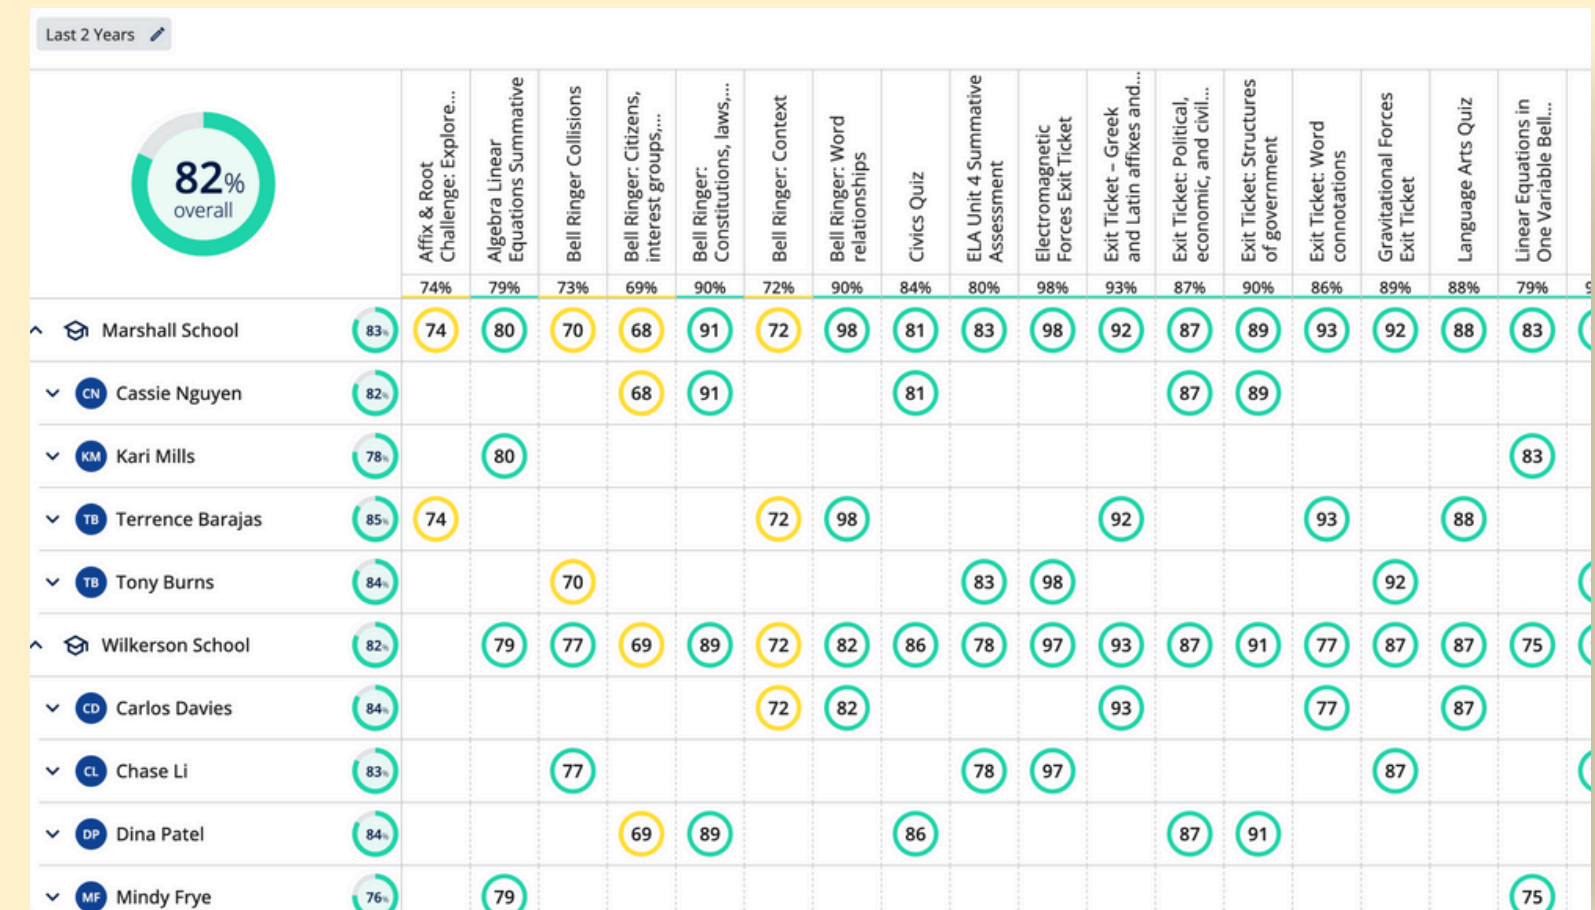 Last 2 Years
82%
overall
Affix & Root
Challenge: Explore...
Algebra Linear
Equations Summative
Bell Ringer Collisions
Bell Ringer: Citizens,
interest groups,...
Bell Ringer:
Constitutions, laws,...
Bell Ringer: Context
Bell Ringer: Word
relationships
Civics Quiz
ELA Unit 4 Summative
Assessment
Electromagnetic
Forces Exit Ticket
Exit Ticket – Greek
and Latin affixes and...
Exit Ticket: Political,
economic, and civil...
Exit Ticket: Structures
of government
Exit Ticket: Word
connotations
Gravitational Forces
Exit Ticket
Language Arts Quiz
Linear Equations in
One Variable Bell...
74% 79% 73% 69% 90% 72% 90% 84% 80% 98% 93% 87% 90% 86% 89% 88% 79%
Marshall School 83% 74 80 70 68 91 72 98 81 83 98 92 87 89 93 92 88 83
CN Cassie Nguyen 82% 68 91 81 87 89
KM Kari Mills 78% 80 83
TB Terrence Barajas 85% 74 72 98 92 93 88
TB Tony Burns 84% 70 83 98 92
Wilkerson School 82% 79 77 69 89 72 82 86 78 97 93 87 91 77 87 87 75
CD Carlos Davies 84% 72 82 93 77 87
CL Chase Li 83% 77 78 97 87
DP Dina Patel 84% 69 89 86 87 91
MF Mindy Frye 76% 79 75